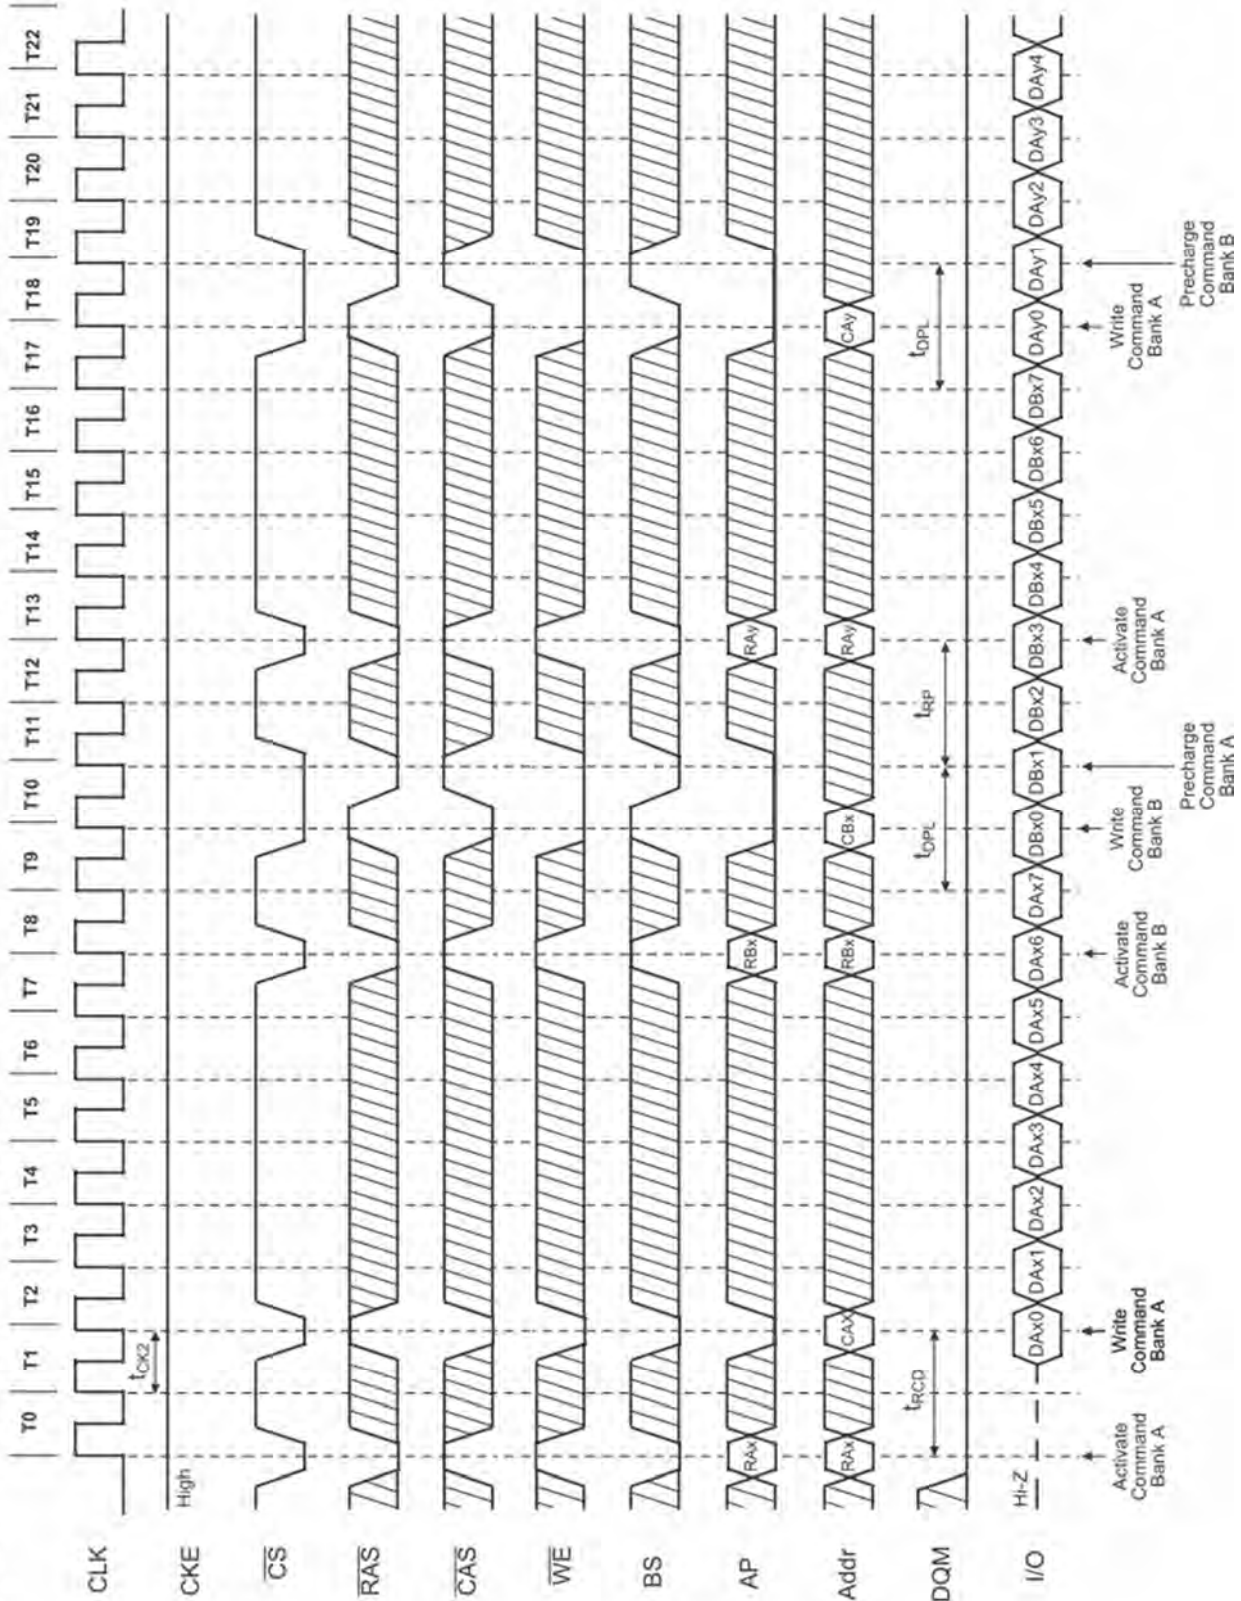 T0 T1 T2 T3 T4 T5 T6 T7 T8 T9 T10 T11 T12 T13 T14 T15 T16 T17 T18 T19 T20 T21 T22
CLK
tCK2
CKE High
CS
RAS
CAS
WE
BS
AP RAx RBx RAy
Addr RAx CAX RBx CBx RAy CAy
DQM tRCD tDPL tRP tDPL
I/O Hi-Z DAx0 DAx1 DAx2 DAx3 DAx4 DAx5 DAx6 DAx7 DBx0 DBx1 DBx2 DBx3 DBx4 DBx5 DBx6 DBx7 DAy0 DAy1 DAy2 DAy3 DAy4
Activate
Command
Bank A
Write
Command
Bank A
Activate
Command
Bank B
Write
Command
Bank B
Precharge
Command
Bank A
Activate
Command
Bank A
Write
Command
Bank A
Precharge
Command
Bank B